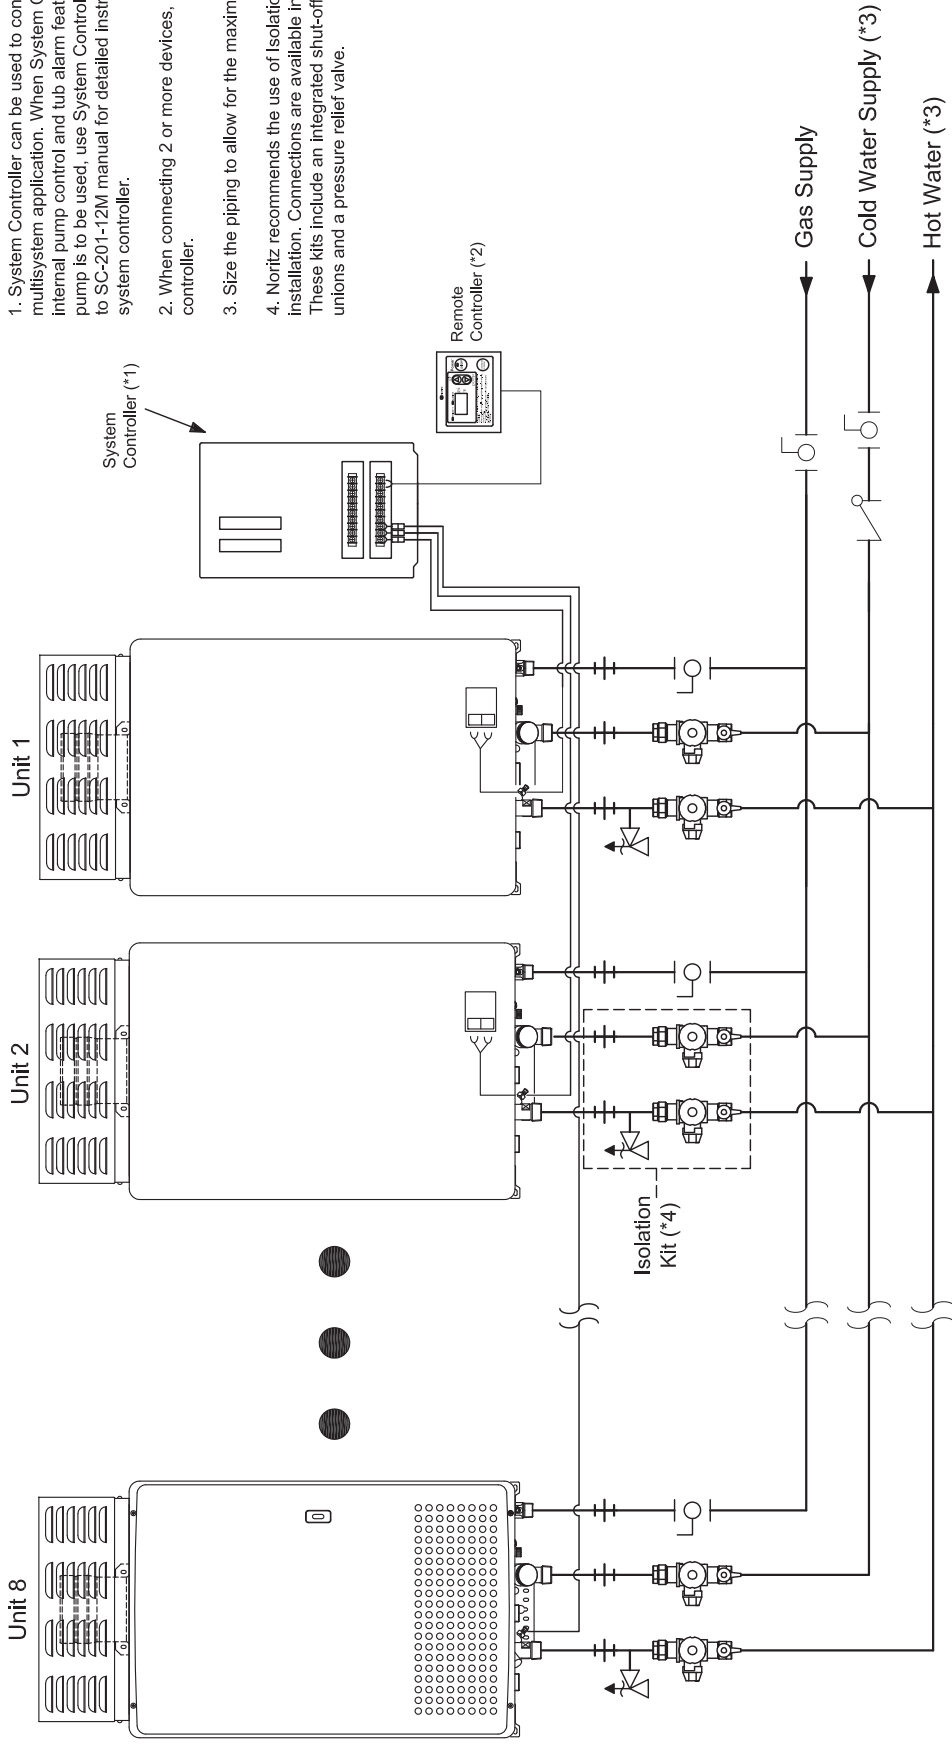 1. System Controller can be used to con
multisystem application. When System C
internal pump control and tub alarm feat
pump is to be used, use System Control
to SC-201-12M manual for detailed instr
system controller.
2. When connecting 2 or more devices,
controller.
3. Size the piping to allow for the maxim
4. Noritz recommends the use of Isolatio
installation. Connections are available in
These kits include an integrated shut-off
unions and a pressure relief valve.
System
Controller (*1)
Remote
Controller (*2)
Unit 1
Unit 2
Unit 8
Isolation
Kit (*4)
Gas Supply
Cold Water Supply (*3)
Hot Water (*3)